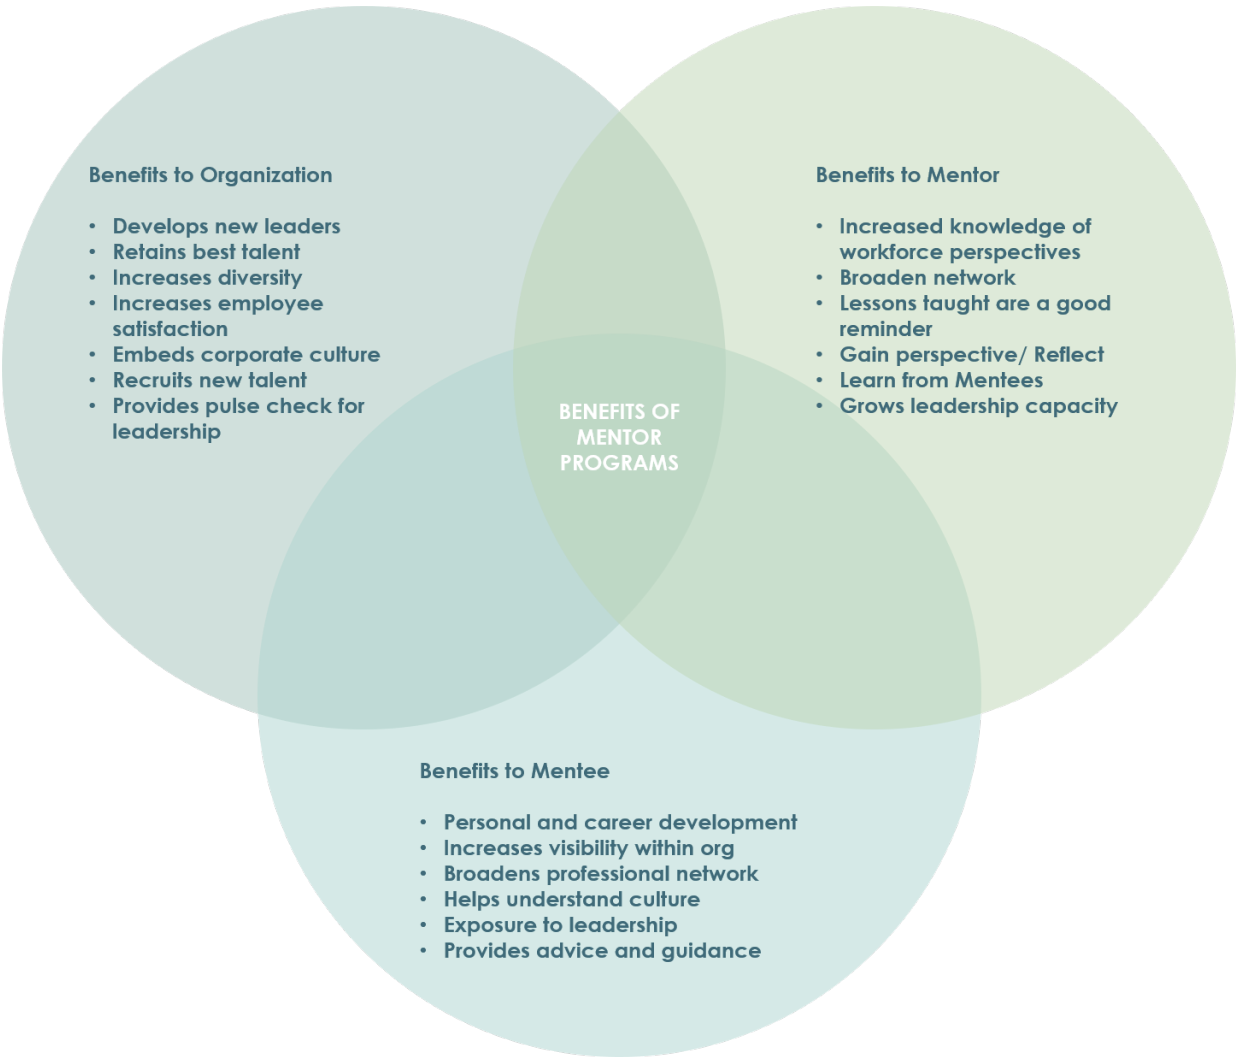 Benefits to Organization
• Develops new leaders
• Retains best talent
• Increases diversity
• Increases employee
satisfaction
• Embeds corporate culture
• Recruits new talent
• Provides pulse check for
leadership
Benefits to Mentor
• Increased knowledge of
workforce perspectives
• Broaden network
• Lessons taught are a good
reminder
• Gain perspective/ Reflect
• Learn from Mentees
• Grows leadership capacity
BENEFITS OF
MENTOR
PROGRAMS
Benefits to Mentee
• Personal and career development
• Increases visibility within org
• Broadens professional network
• Helps understand culture
• Exposure to leadership
• Provides advice and guidance